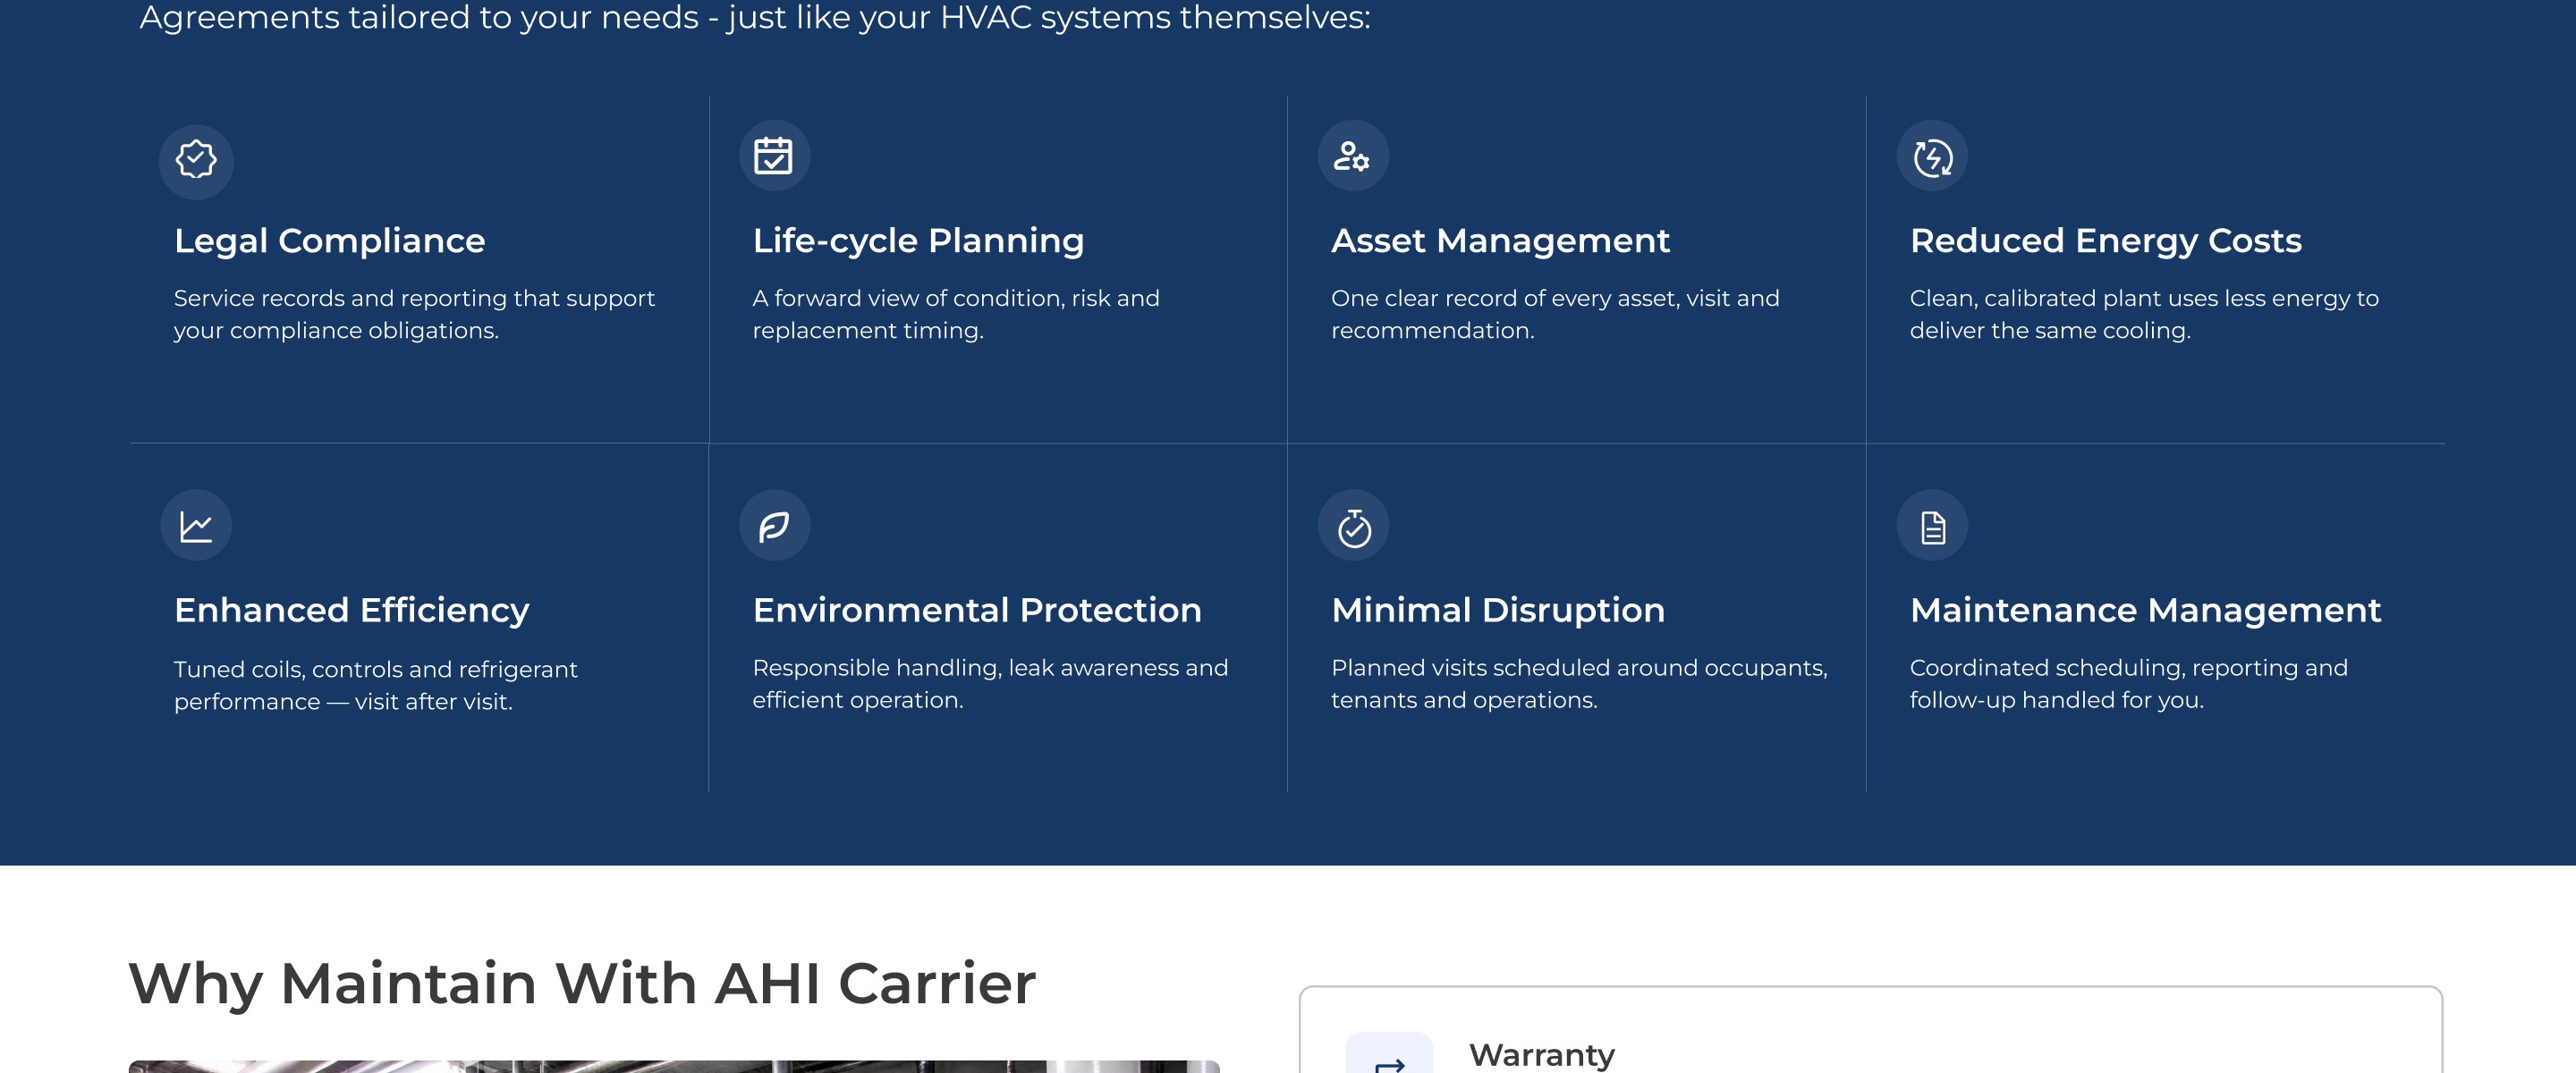 Agreements tailored to your needs - just like your HVAC systems themselves:
Legal Compliance
Service records and reporting that support
your compliance obligations.
Life-cycle Planning
A forward view of condition, risk and
replacement timing.
Asset Management
One clear record of every asset, visit and
recommendation.
Reduced Energy Costs
Clean, calibrated plant uses less energy to
deliver the same cooling.
Enhanced Efficiency
Tuned coils, controls and refrigerant
performance — visit after visit.
Environmental Protection
Responsible handling, leak awareness and
efficient operation.
Minimal Disruption
Planned visits scheduled around occupants,
tenants and operations.
Maintenance Management
Coordinated scheduling, reporting and
follow-up handled for you.
Why Maintain With AHI Carrier
Warranty